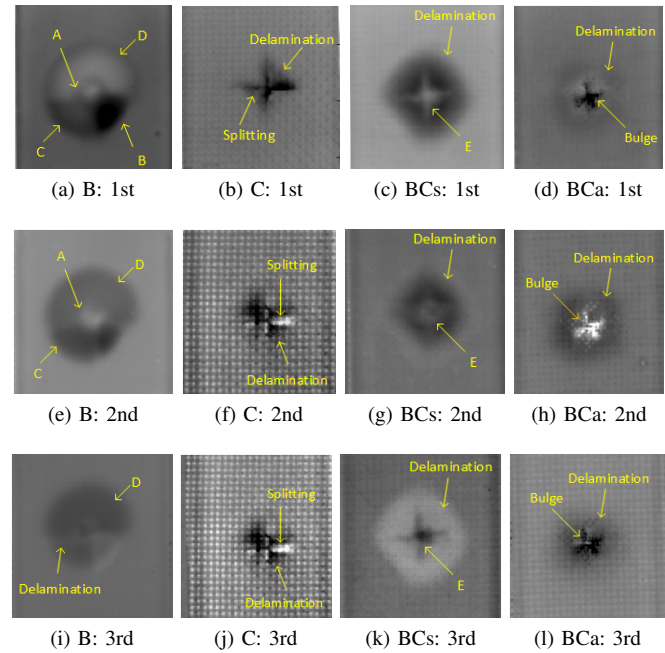 A
D
C
B
(a) B: 1st
Delamination
Splitting
(b) C: 1st
Delamination
E
(c) BCs: 1st
Delamination
Bulge
(d) BCa: 1st
A
D
C
(e) B: 2nd
Splitting
Delamination
(f) C: 2nd
Delamination
E
(g) BCs: 2nd
Delamination
Bulge
(h) BCa: 2nd
D
Delamination
(i) B: 3rd
Splitting
Delamination
(j) C: 3rd
Delamination
E
(k) BCs: 3rd
Delamination
Bulge
(l) BCa: 3rd